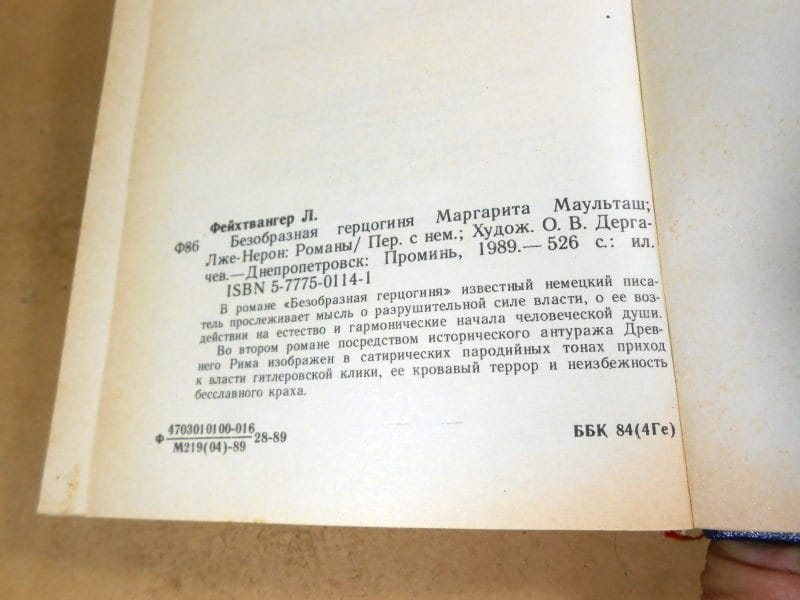 Фейхтвангер Л.
Ф86 Безобразная герцогиня Маргарита Маульташ;
Лже-Нерон: Романы/ Пер. с нем.; Худож. О. В. Дерга-
чев.—Днепропетровск: Проминь, 1989.— 526 с.: ил.
ISBN 5-7775-0114-1
В романе «Безобразная герцогиня» известный немецкий писа-
тель прослеживает мысль о разрушительной силе власти, о ее воз-
действии на естество и гармонические начала человеческой души.
Во втором романе посредством исторического антуража Древ-
него Рима изображен в сатирических пародийных тонах приход
к власти гитлеровской клики, ее кровавый террор и неизбежность
бесславного краха.
Ф 4703010100-016 28-89
М219(04)-89
ББК 84(4Ге)